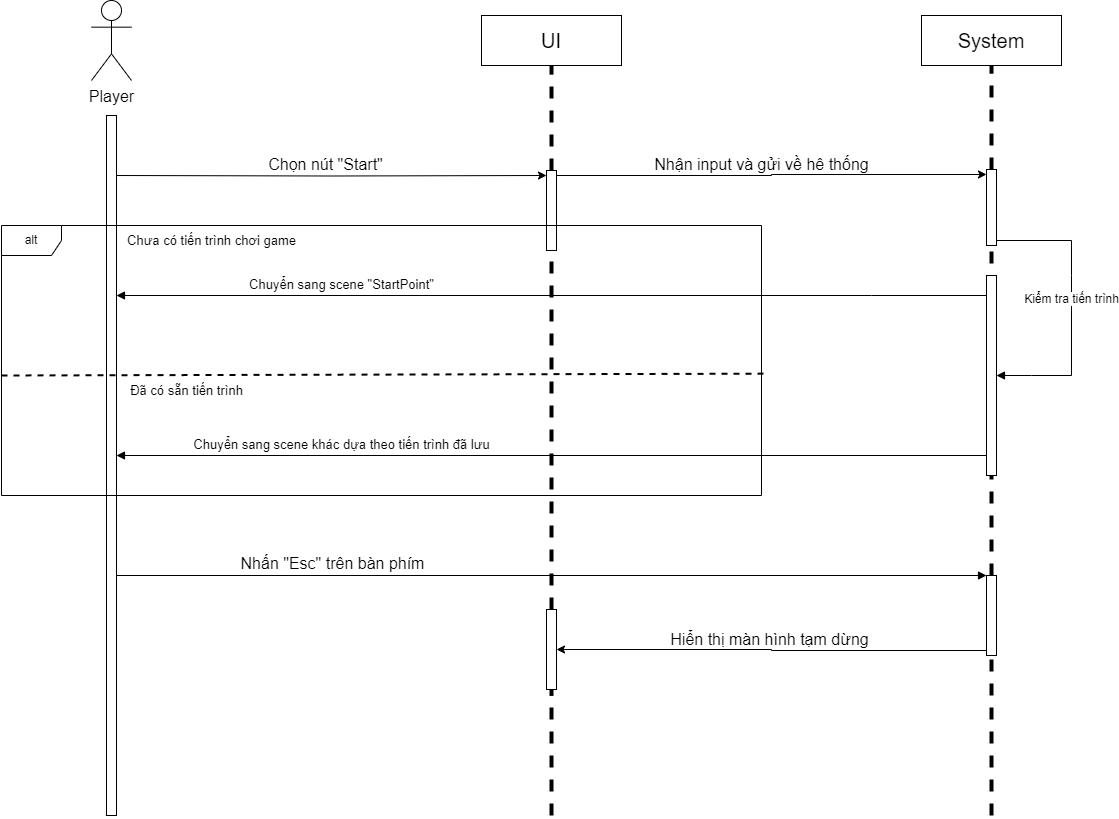 UI
System
Player
Chọn nút "Start"
Nhận input và gửi về hê thống
alt
Chưa có tiến trình chơi game
Chuyển sang scene "StartPoint"
Kiểm tra tiến trình
Đã có sẵn tiến trình
Chuyển sang scene khác dựa theo tiến trình đã lưu
Nhấn "Esc" trên bàn phím
Hiển thị màn hình tạm dừng